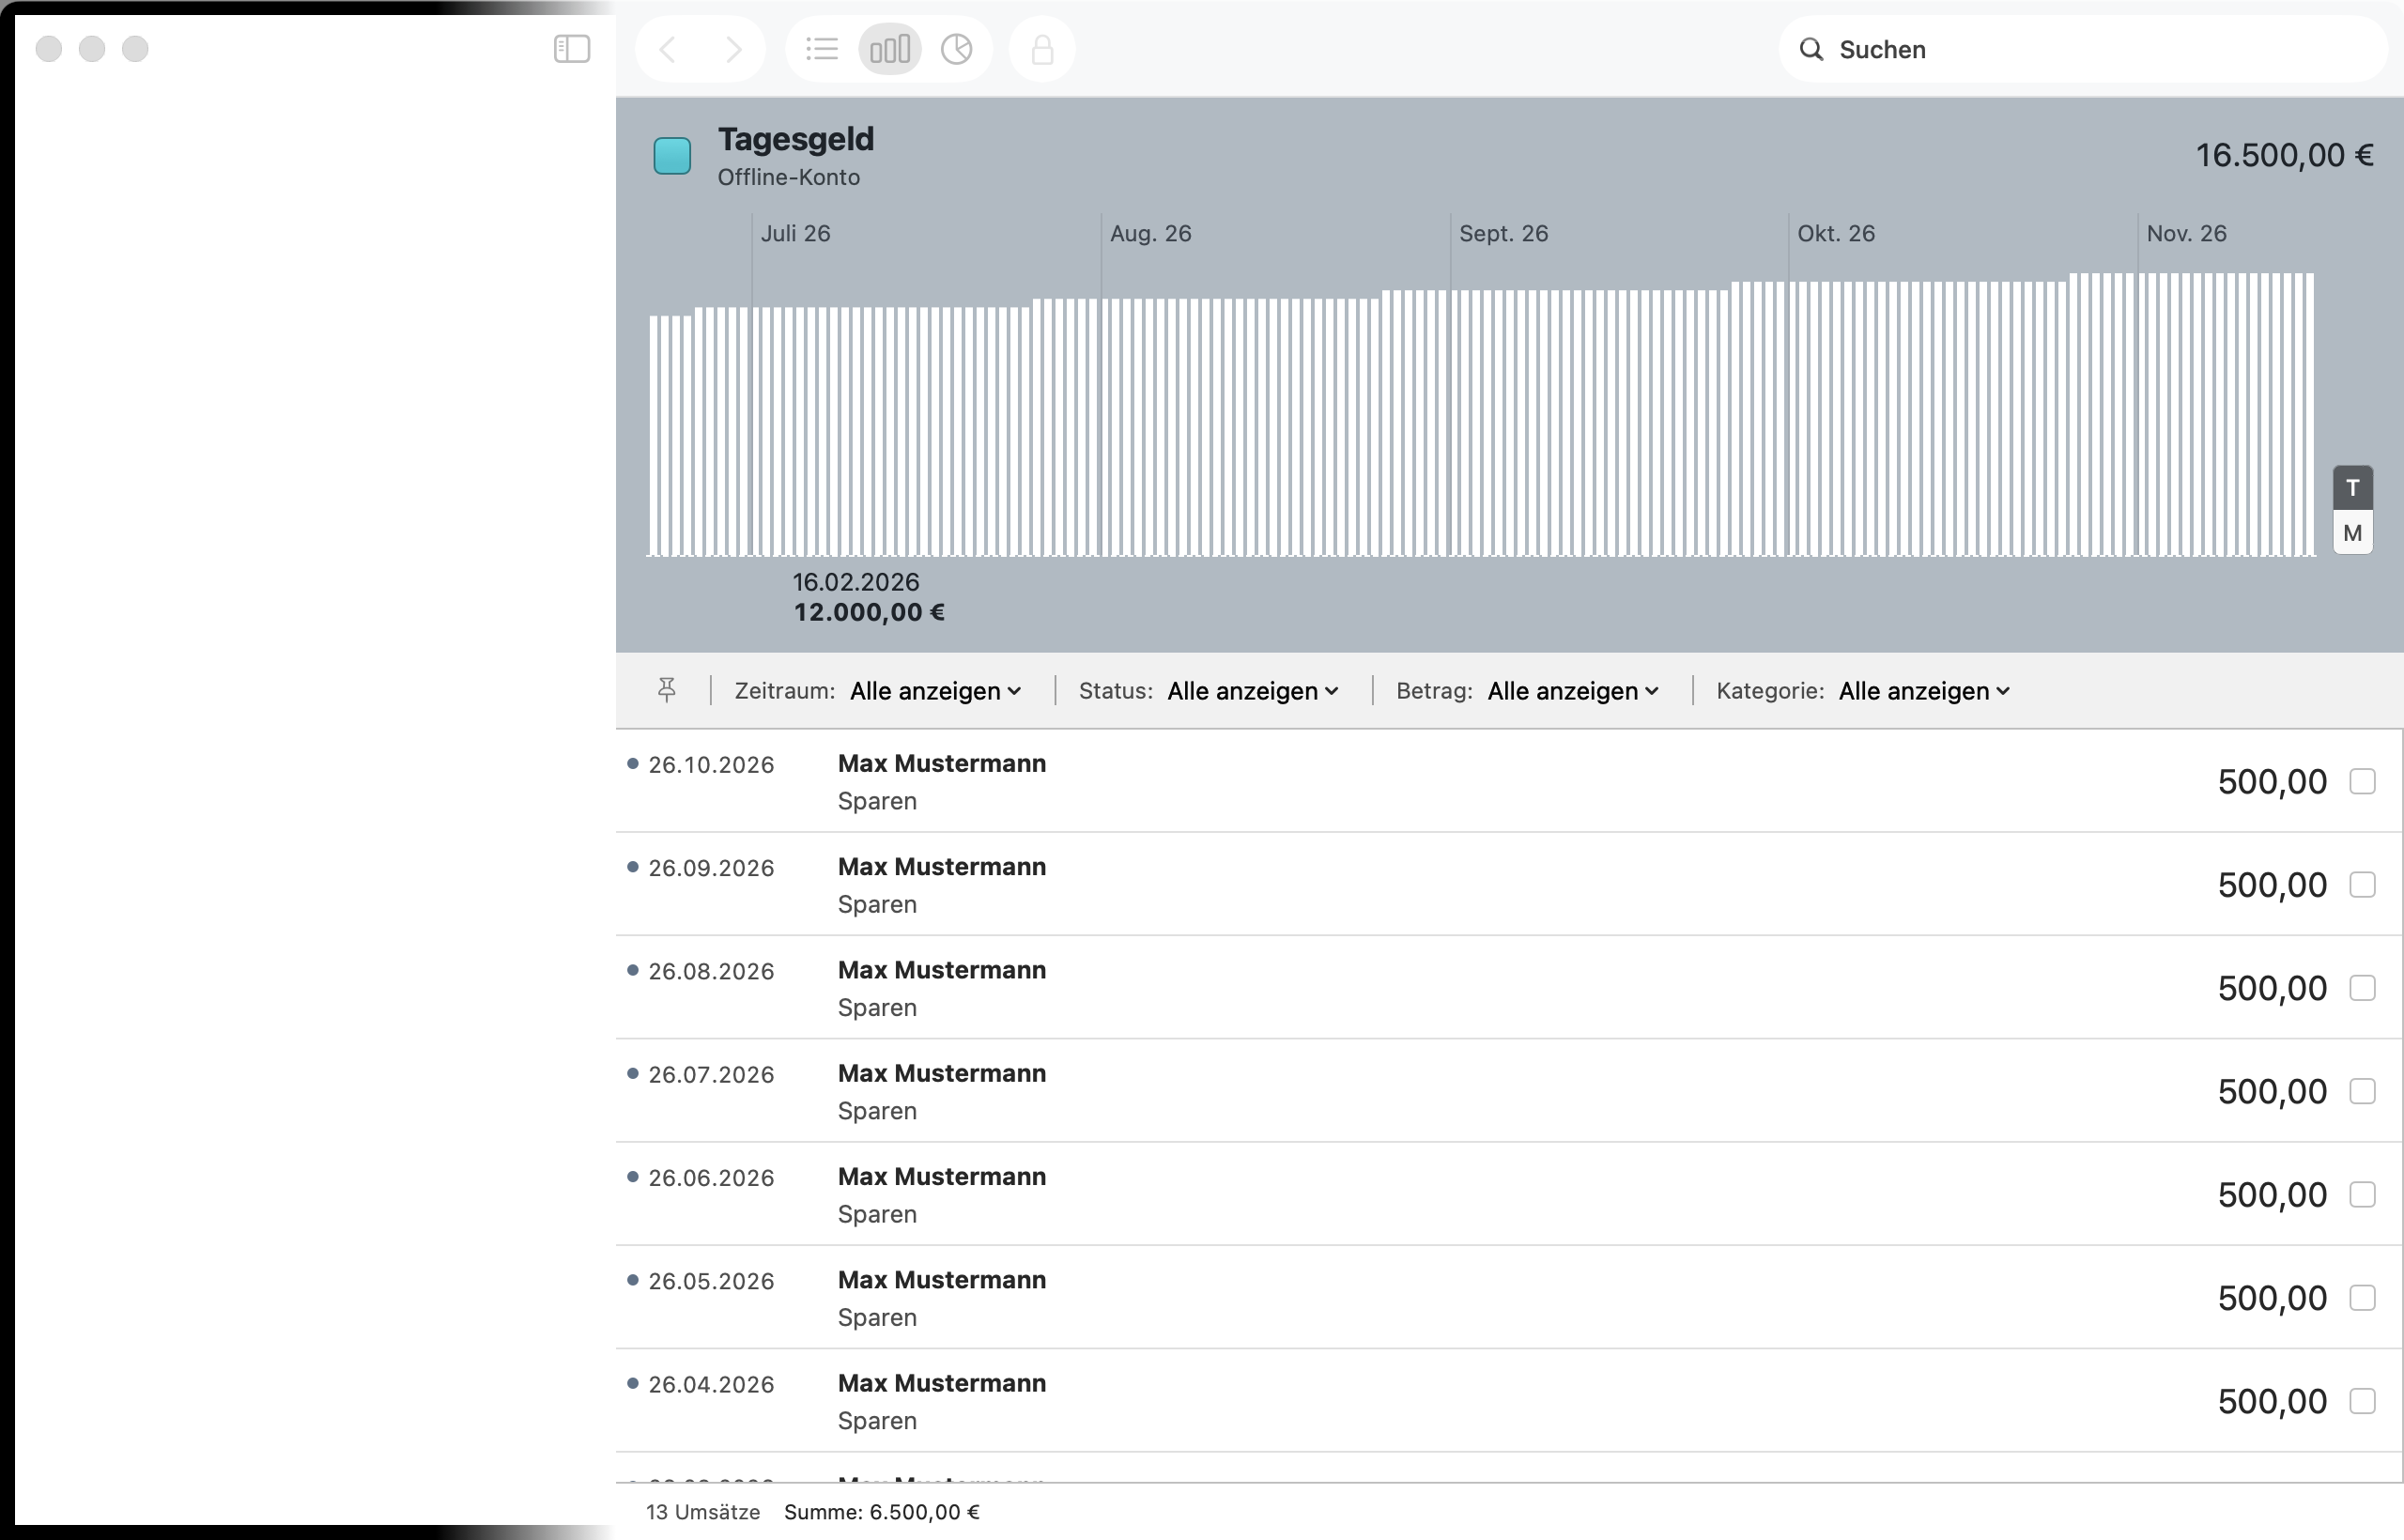 Suchen
Tagesgeld
Offline-Konto
16.500,00 €
Juli 26
Aug. 26
Sept. 26
Okt. 26
Nov. 26
T
M
16.02.2026
12.000,00 €
Zeitraum: Alle anzeigen
Status: Alle anzeigen
Betrag: Alle anzeigen
Kategorie: Alle anzeigen
26.10.2026 Max Mustermann 500,00
Sparen
26.09.2026 Max Mustermann 500,00
Sparen
26.08.2026 Max Mustermann 500,00
Sparen
26.07.2026 Max Mustermann 500,00
Sparen
26.06.2026 Max Mustermann 500,00
Sparen
26.05.2026 Max Mustermann 500,00
Sparen
26.04.2026 Max Mustermann 500,00
Sparen
13 Umsätze Summe: 6.500,00 €